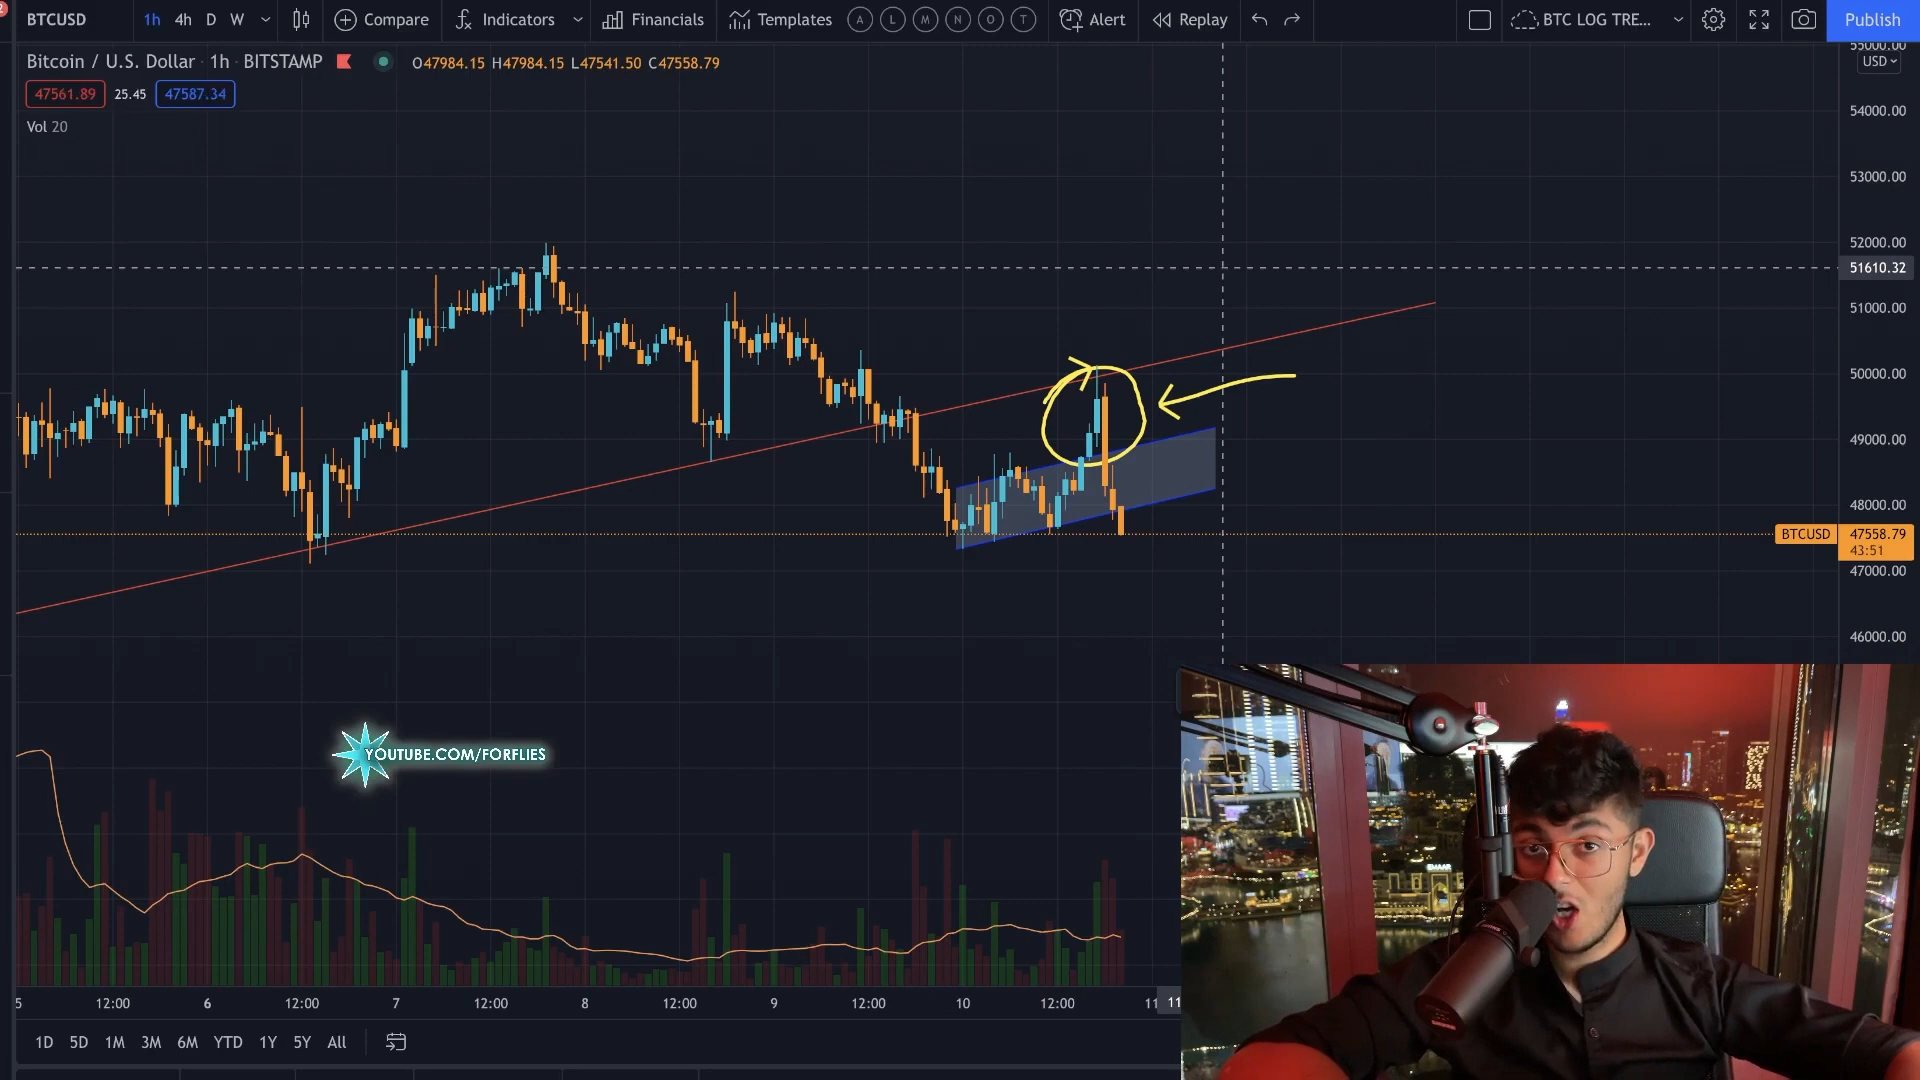 BTCUSD 1h 4h D W Compare Indicators Financials Templates A L M N O T Alert Replay BTC LOG TRE... Publish
Bitcoin / U.S. Dollar · 1h · BITSTAMP O47984.15 H47984.15 L47541.50 C47558.79
47561.89 25.45 47587.34
Vol 20
55000.00
USD
54000.00
53000.00
52000.00
51610.32
51000.00
50000.00
49000.00
48000.00
BTCUSD 47558.79
43:51
47000.00
46000.00
YOUTUBE.COM/FORFLIES
EMAAR
5 12:00 6 12:00 7 12:00 8 12:00 9 12:00 10 12:00 11 11
1D 5D 1M 3M 6M YTD 1Y 5Y All